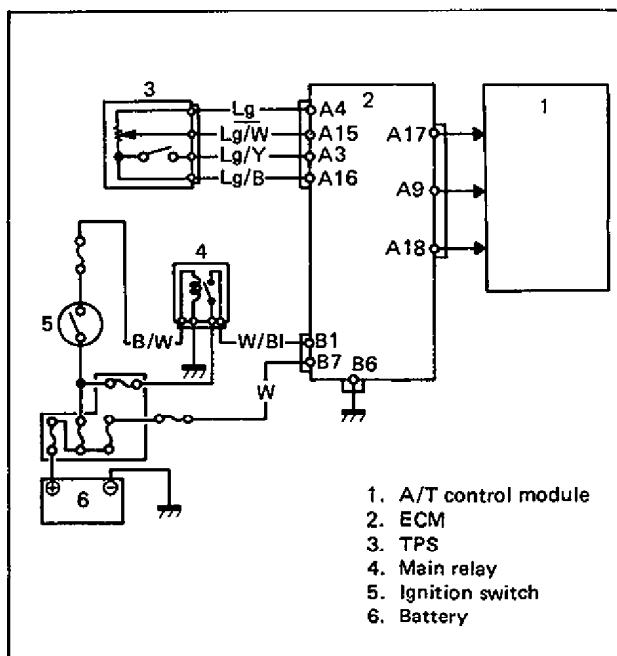 3
Lg
A4
2
1
Lg/W
A15
A17
Lg/Y
A3
Lg/B
A16
A9
A18
4
5
B/W
W/Bl
B1
B7
B6
W
6
1. A/T control module
2. ECM
3. TPS
4. Main relay
5. Ignition switch
6. Battery